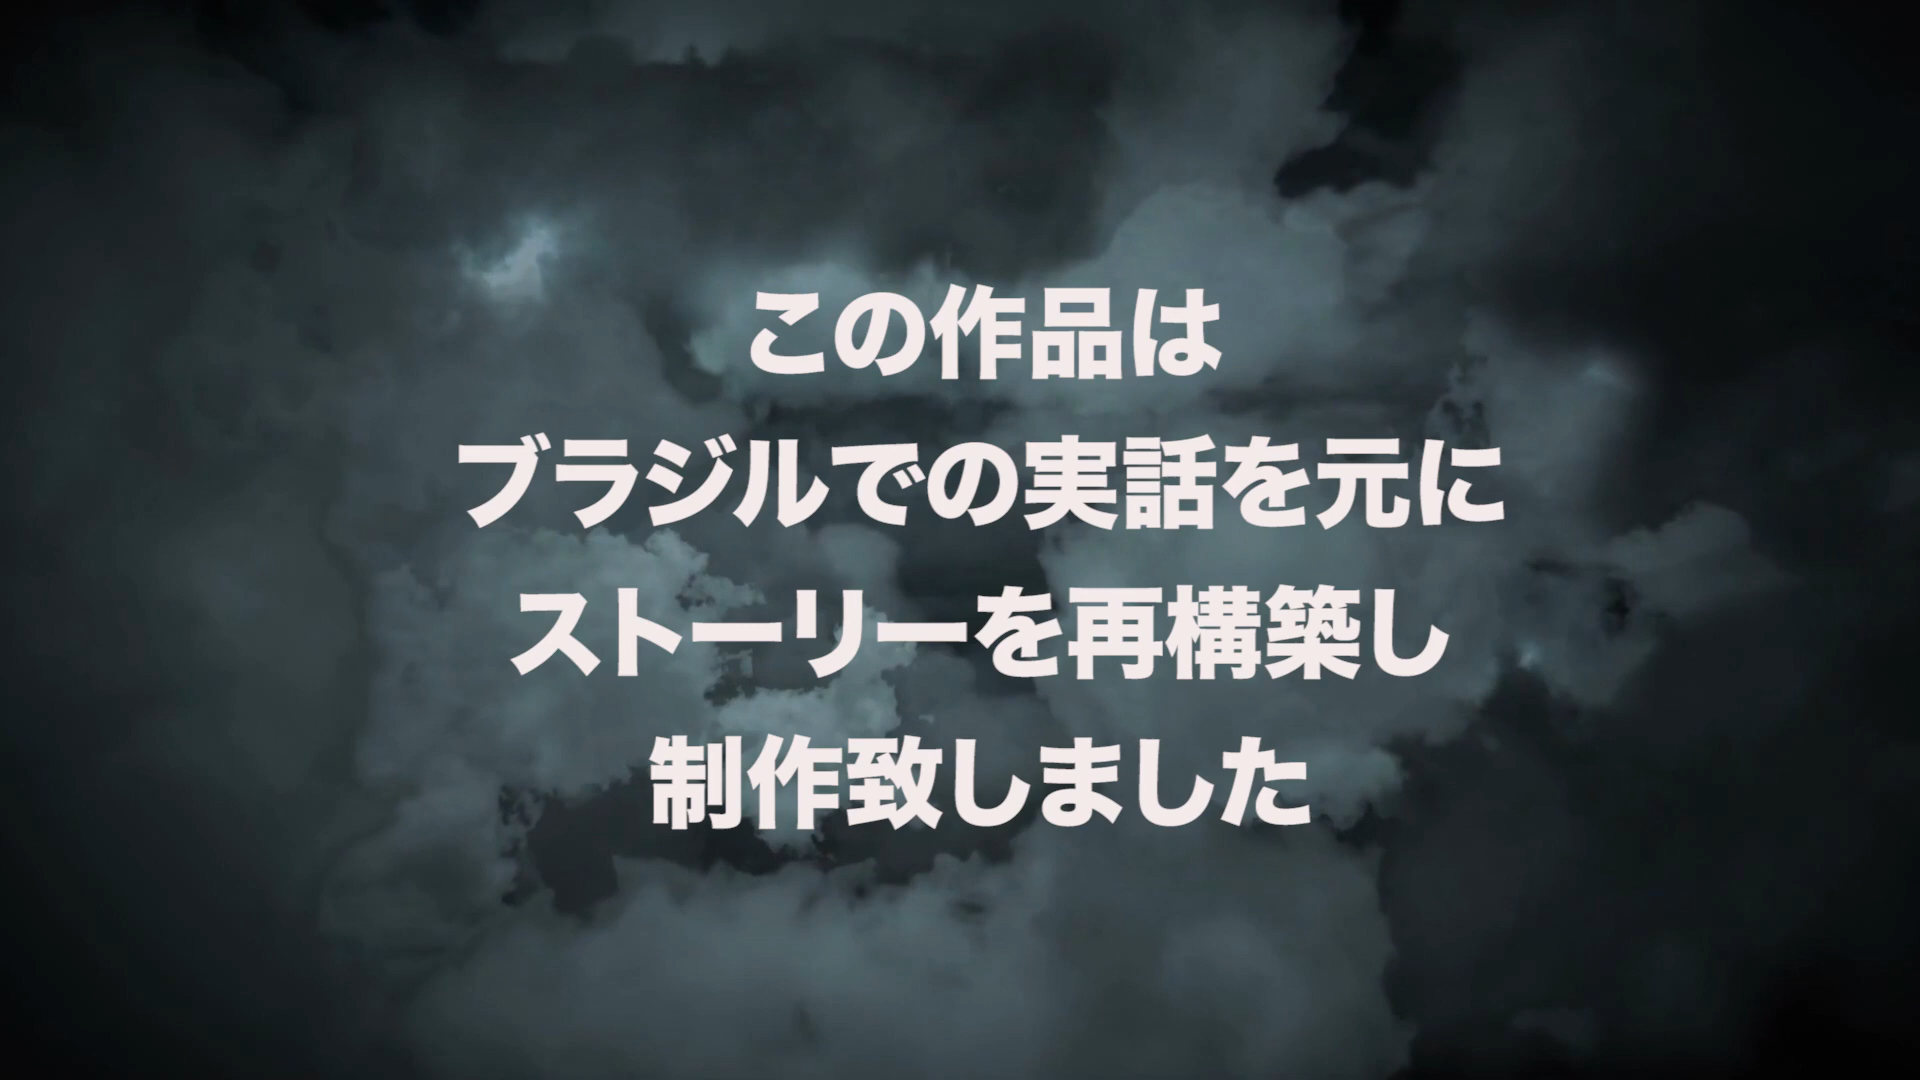 この作品は
ブラジルでの実話を元に
ストーリーを再構築し
制作致しました